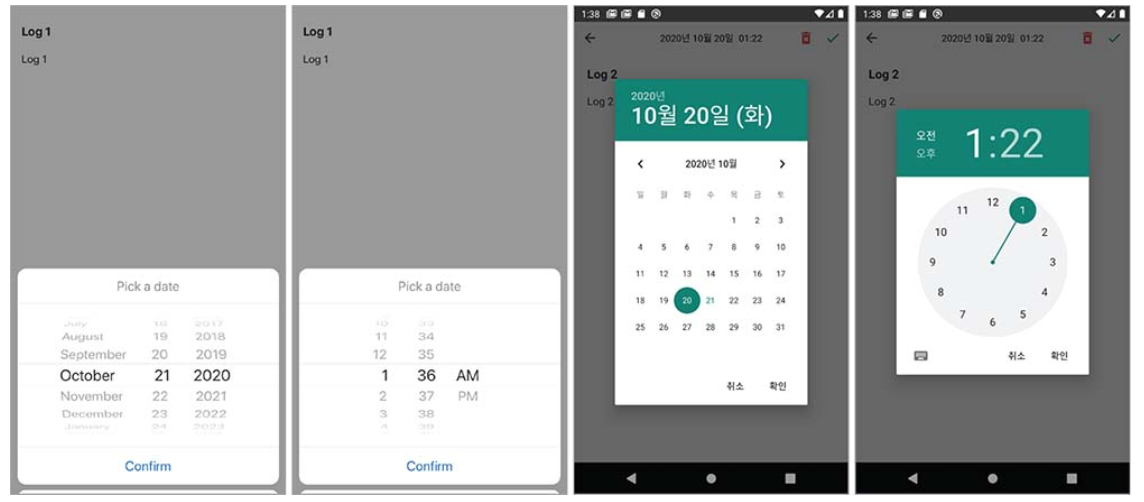 Log 1
Log 1
Pick a date
July 18 2017
August 19 2018
September 20 2019
October 21 2020
November 22 2021
December 23 2022
January 24 2023
Confirm
Log 1
Log 1
Pick a date
10 33
11 34
12 35
1 36 AM
2 37 PM
3 38
4 39
Confirm
1:38
2020년 10월 20일 01:22
Log 2
Log 2
2020년
10월 20일 (화)
2020년 10월
일 월 화 수 목 금 토
1 2 3
4 5 6 7 8 9 10
11 12 13 14 15 16 17
18 19 20 21 22 23 24
25 26 27 28 29 30 31
취소 확인
1:38
2020년 10월 20일 01:22
Log 2
Log 2
오전
오후
1:22
12
11 1
10 2
9 3
8 4
7 5
6
취소 확인